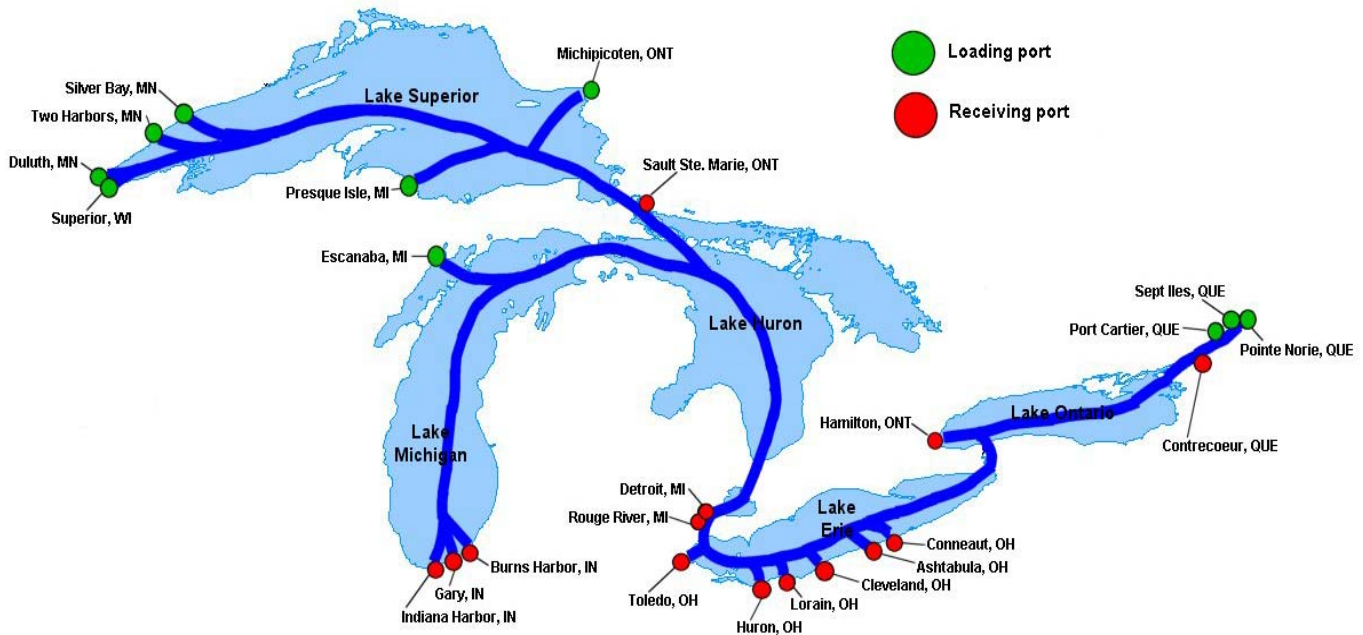 Michipicoten, ONT
Loading port
Silver Bay, MN
Lake Superior
Two Harbors, MN
Receiving port
Duluth, MN
Sault Ste. Marie, ONT
Presque Isle, MI
Superior, WI
Escanaba, MI
Sept Iles, QUE
Lake Huron
Port Cartier, QUE
Pointe Norie, QUE
Lake Ontario
Hamilton, ONT
Lake
Michigan
Contrecoeur, QUE
Detroit, MI
Rouge River, MI
Lake
Erie
Conneaut, OH
Burns Harbor, IN
Ashtabula, OH
Gary, IN
Cleveland, OH
Toledo, OH
Lorain, OH
Indiana Harbor, IN
Huron, OH